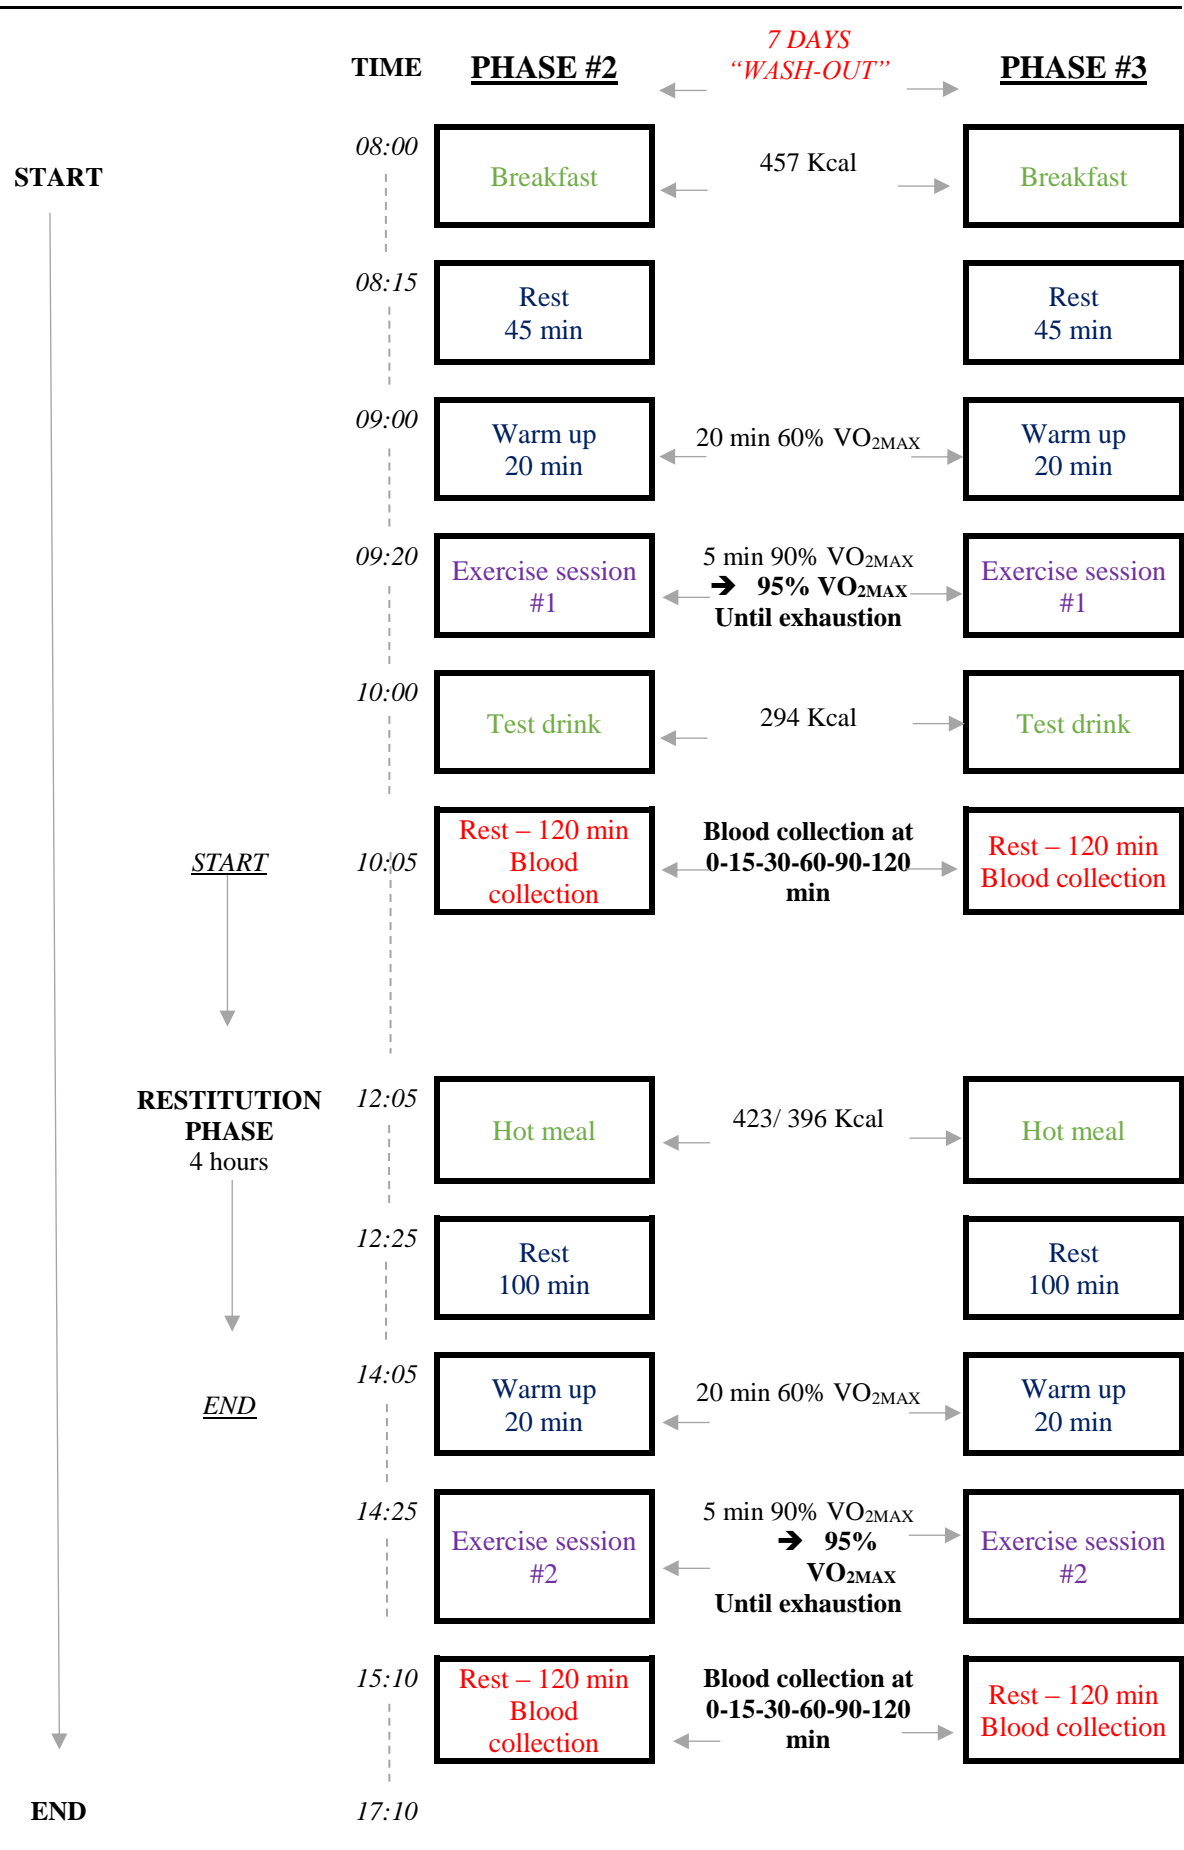 7 DAYS
TIME PHASE #2 “WASH-OUT” PHASE #3
08:00
START
Breakfast
457 Kcal
Breakfast
08:15
Rest
45 min
Rest
45 min
09:00
Warm up
20 min
20 min 60% VO2MAX
Warm up
20 min
09:20
Exercise session
#1
5 min 90% VO2MAX
➔ 95% VO2MAX
Until exhaustion
Exercise session
#1
10:00
Test drink
294 Kcal
Test drink
START
10:05
Rest – 120 min
Blood
collection
Blood collection at
0-15-30-60-90-120
min
Rest – 120 min
Blood collection
RESTITUTION
PHASE
4 hours
12:05
Hot meal
423/ 396 Kcal
Hot meal
12:25
Rest
100 min
Rest
100 min
14:05
END
Warm up
20 min
20 min 60% VO2MAX
Warm up
20 min
14:25
Exercise session
#2
5 min 90% VO2MAX
➔ 95%
VO2MAX
Until exhaustion
Exercise session
#2
15:10
Rest – 120 min
Blood
collection
Blood collection at
0-15-30-60-90-120
min
Rest – 120 min
Blood collection
END
17:10